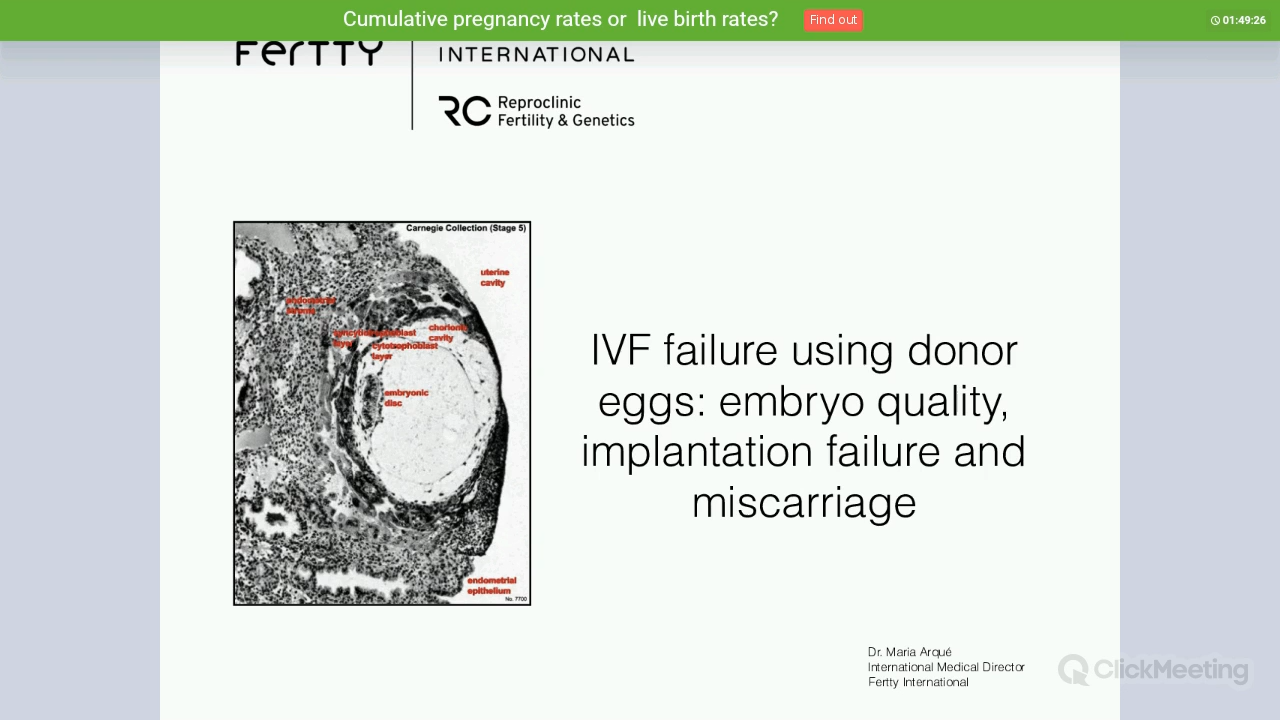 Cumulative pregnancy rates or live birth rates?
Find out
01:49:26
Fertty
INTERNATIONAL
RC Reproclinic
Fertility & Genetics
Carnegie Collection (Stage 5)
uterine
cavity
endometrial
stroma
syncytiotrophoblast
layer
chorionic
cavity
cytotrophoblast
layer
embryonic
disc
endometrial
epithelium
No. 7700
IVF failure using donor
eggs: embryo quality,
implantation failure and
miscarriage
Dr. Maria Arqué
International Medical Director
Fertty International
ClickMeeting